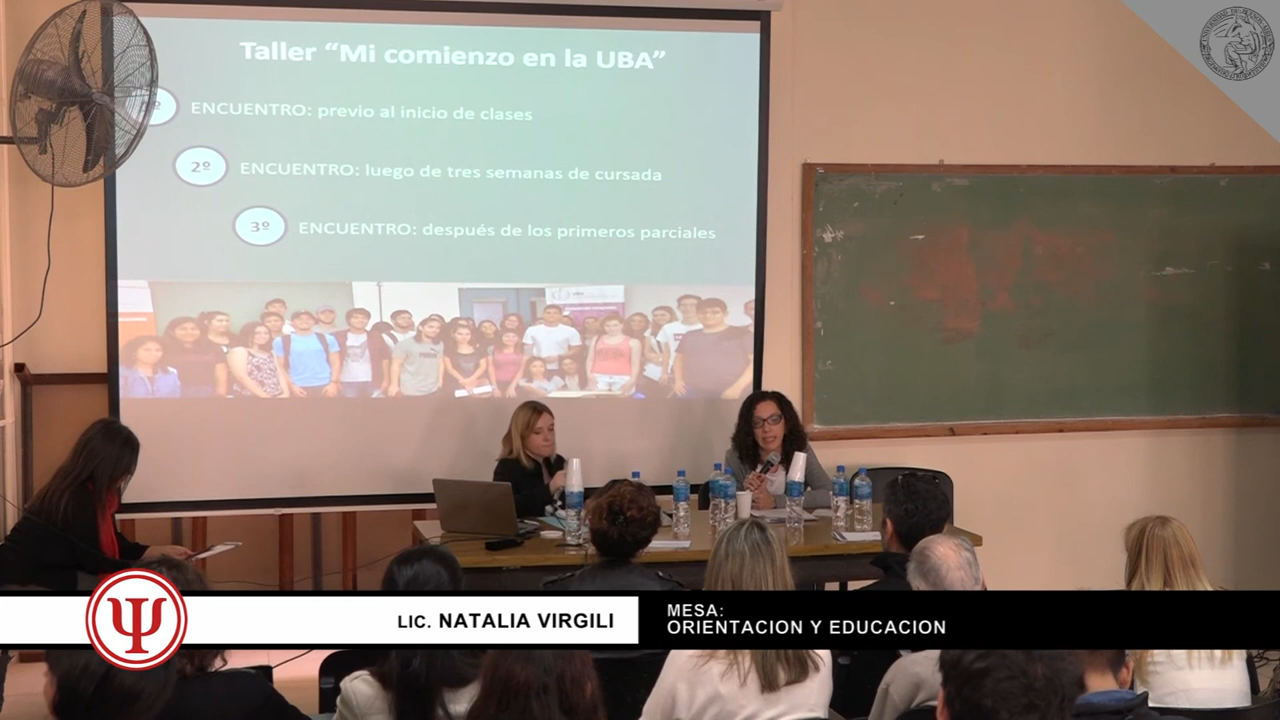 Taller “Mi comienzo en la UBA”
ENCUENTRO: previo al inicio de clases
2º ENCUENTRO: luego de tres semanas de cursada
3º ENCUENTRO: después de los primeros parciales
Ψ
LIC. NATALIA VIRGILI
MESA:
ORIENTACION Y EDUCACION